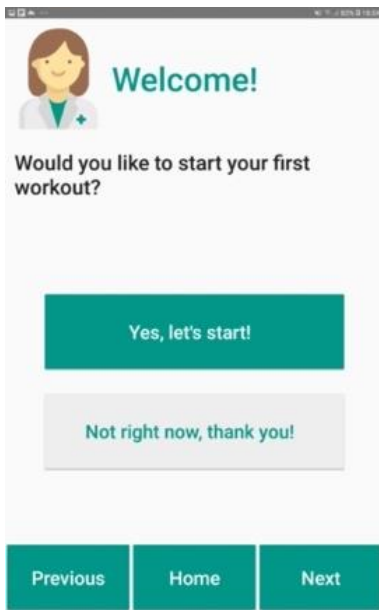 Welcome!
Would you like to start your first
workout?
Yes, let's start!
Not right now, thank you!
Previous
Home
Next